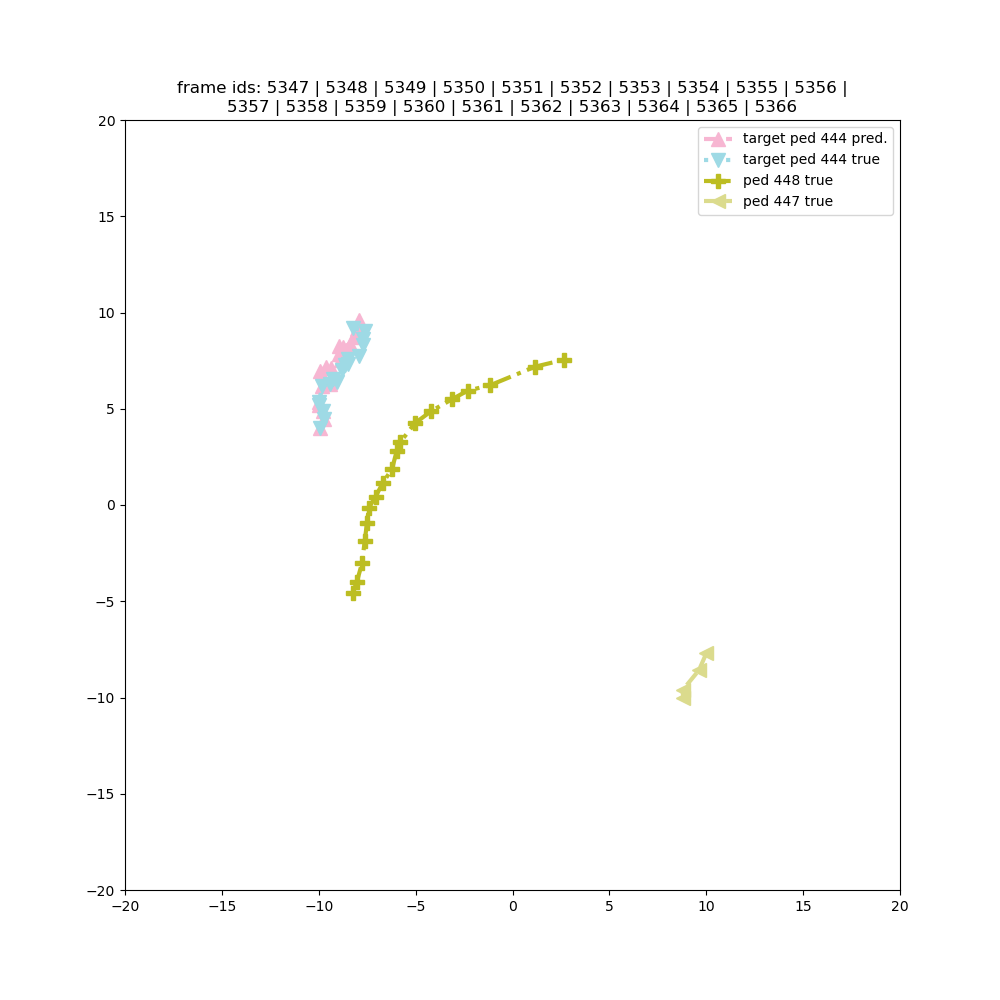 frame ids: 5347 | 5348 | 5349 | 5350 | 5351 | 5352 | 5353 | 5354 | 5355 | 5356 |
5357 | 5358 | 5359 | 5360 | 5361 | 5362 | 5363 | 5364 | 5365 | 5366
target ped 444 pred.
target ped 444 true
ped 448 true
ped 447 true
20
15
10
5
0
−5
−10
−15
−20
−20 −15 −10 −5 0 5 10 15 20